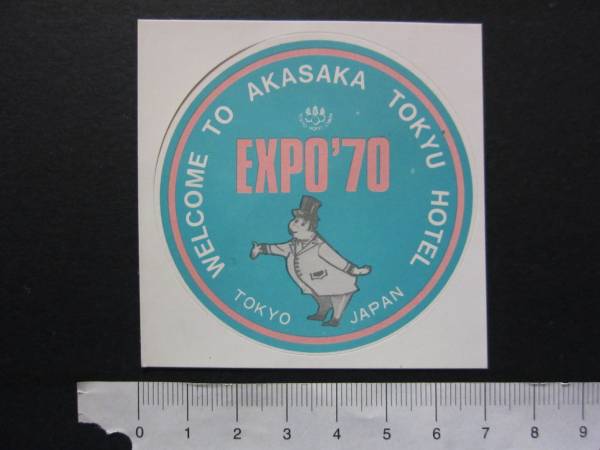 WELCOME TO AKASAKA TOKYU HOTEL
EXPO'70
TOKYO JAPAN
0 1 2 3 4 5 6 7 8 9